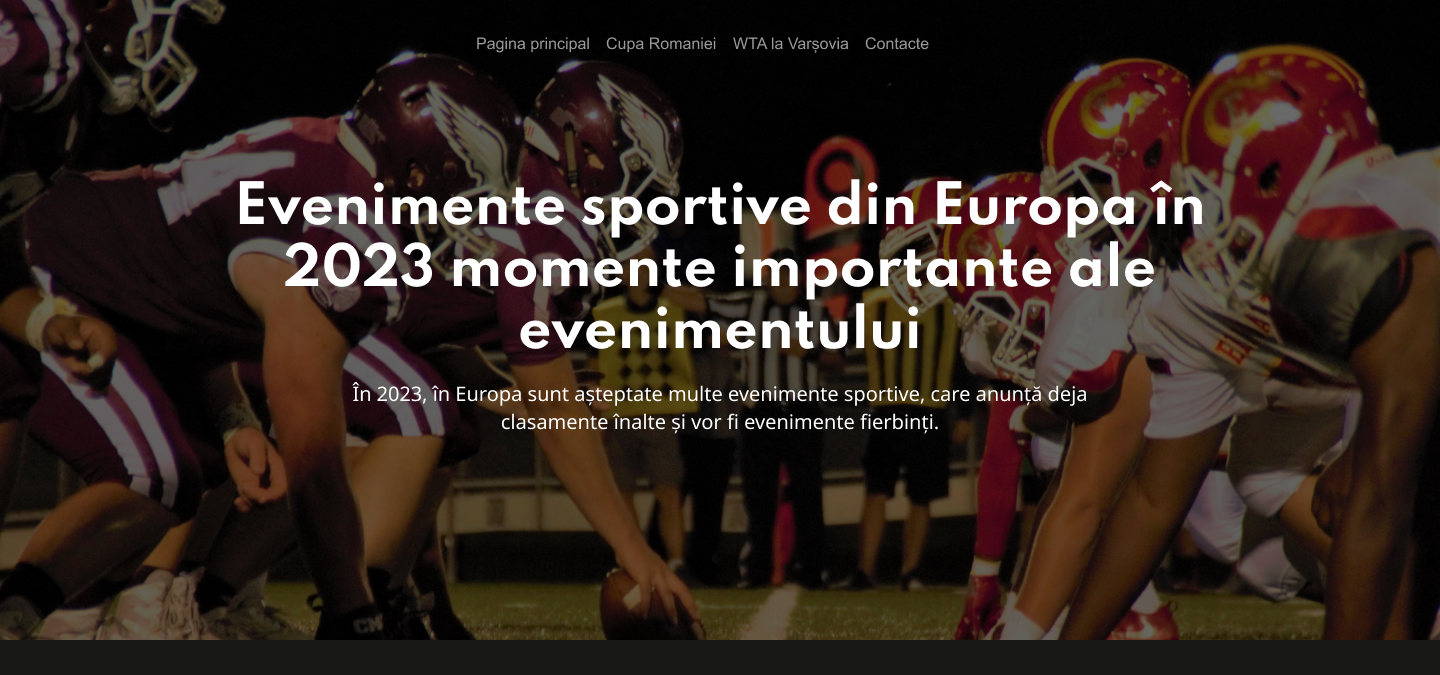 Pagina principal Cupa Romaniei WTA la Varșovia Contacte
Evenimente sportive din Europa în
2023 momente importante ale
evenimentului
În 2023, în Europa sunt așteptate multe evenimente sportive, care anunță deja
clasamente înalte și vor fi evenimente fierbinți.